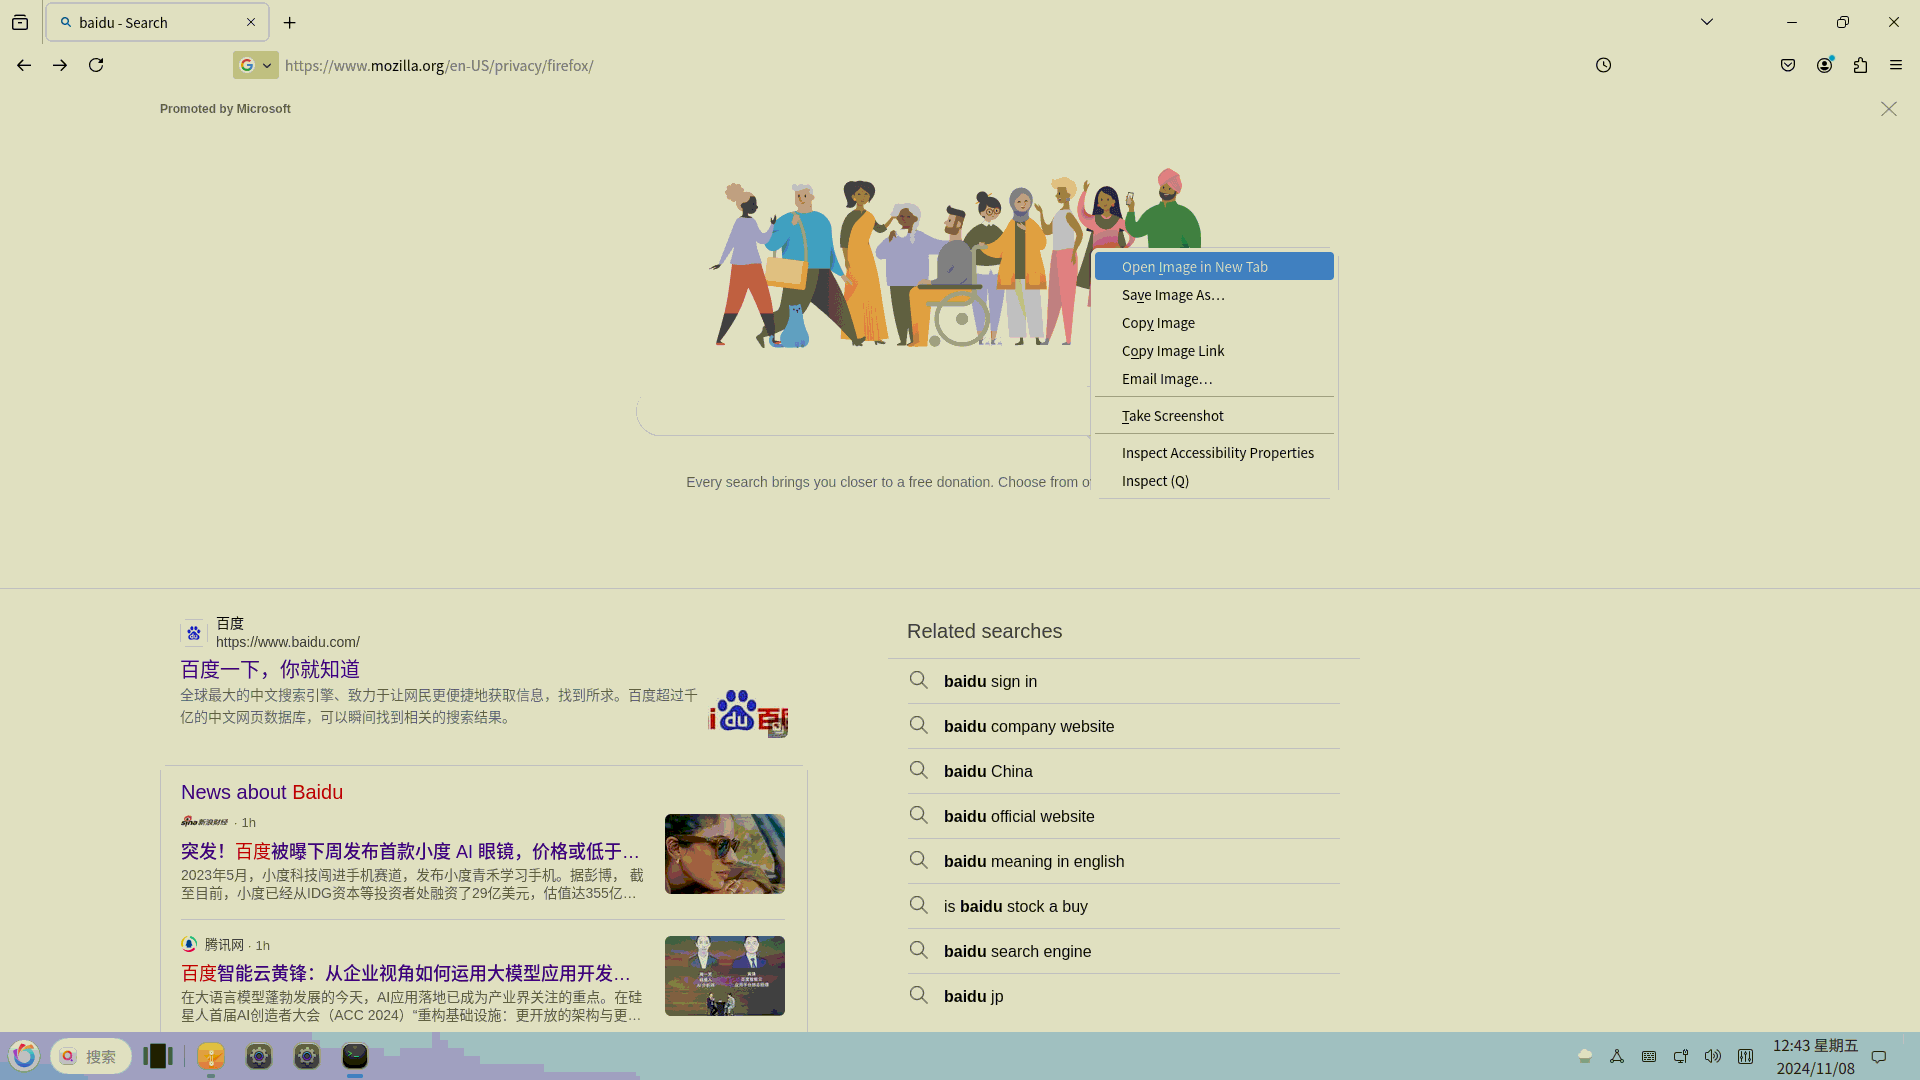 baidu - Search
https://www.mozilla.org/en-US/privacy/firefox/
Promoted by Microsoft
Open Image in New Tab
Save Image As…
Copy Image
Copy Image Link
Email Image…
Take Screenshot
Inspect Accessibility Properties
Inspect (Q)
Every search brings you closer to a free donation. Choose from o
百度
https://www.baidu.com/
百度一下，你就知道
全球最大的中文搜索引擎、致力于让网民更便捷地获取信息，找到所求。百度超过千
亿的中文网页数据库，可以瞬间找到相关的搜索结果。
du 百
News about Baidu
sina新浪财经 · 1h
突发！百度被曝下周发布首款小度 AI 眼镜，价格或低于…
2023年5月，小度科技闯进手机赛道，发布小度青禾学习手机。据彭博， 截
至目前，小度已经从IDG资本等投资者处融资了29亿美元，估值达355亿…
腾讯网 · 1h
百度智能云黄锋：从企业视角如何运用大模型应用开发…
在大语言模型蓬勃发展的今天，AI应用落地已成为产业界关注的重点。在硅
星人首届AI创造者大会（ACC 2024）“重构基础设施：更开放的架构与更…
Related searches
baidu sign in
baidu company website
baidu China
baidu official website
baidu meaning in english
is baidu stock a buy
baidu search engine
baidu jp
搜索
12:43 星期五
2024/11/08